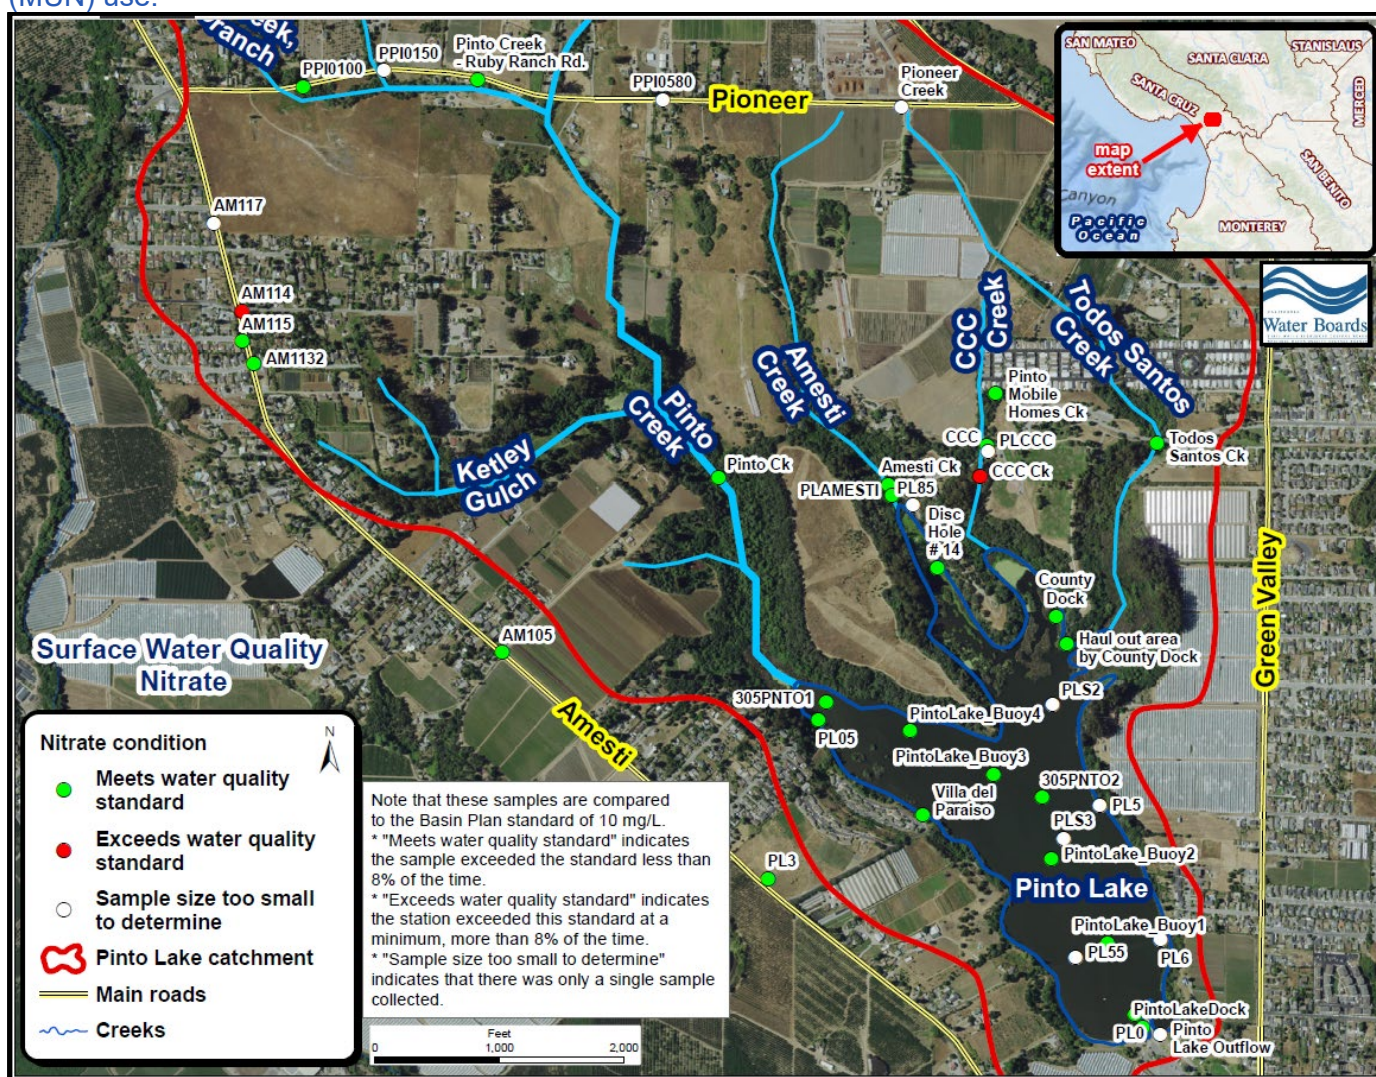 (MUN) use.
PPI0100
PPI0150
Pinto Creek
- Ruby Ranch Rd.
PPI0580
Pioneer
Pioneer
Creek
SAN MATEO
SANTA CLARA
STANISLAUS
SANTA CRUZ
MERCED
map
extent
SAN BENITO
Canyon
Pacific
Ocean
MONTEREY
Water Boards
AM117
AM114
AM115
AM1132
Ketley
Gulch
Pinto
Creek
Pinto Ck
Amesti
Creek
CCC
Creek
Todos Santos
Creek
Pinto
Mobile
Homes Ck
CCC
PLCCC
CCC Ck
Todos
Santos Ck
Amesti Ck
PLAMESTI
PL85
Disc
Hole
# 14
County
Dock
Haul out area
by County Dock
Green Valley
AM105
Amesti
305PNTO1
PL05
PLS2
PintoLake_Buoy4
PintoLake_Buoy3
Villa del
Paraiso
305PNTO2
PL5
PLS3
PintoLake_Buoy2
PL3
Pinto Lake
PintoLake_Buoy1
PL55
PL6
PintoLakeDock
PL0
Pinto
Lake Outflow
Surface Water Quality
Nitrate
Nitrate condition
N
Meets water quality
standard
Exceeds water quality
standard
Sample size too small
to determine
Pinto Lake catchment
Main roads
Creeks
Note that these samples are compared
to the Basin Plan standard of 10 mg/L.
* "Meets water quality standard" indicates
the sample exceeded the standard less than
8% of the time.
* "Exceeds water quality standard" indicates
the station exceeded this standard at a
minimum, more than 8% of the time.
* "Sample size too small to determine"
indicates that there was only a single sample
collected.
Feet
0 1,000 2,000